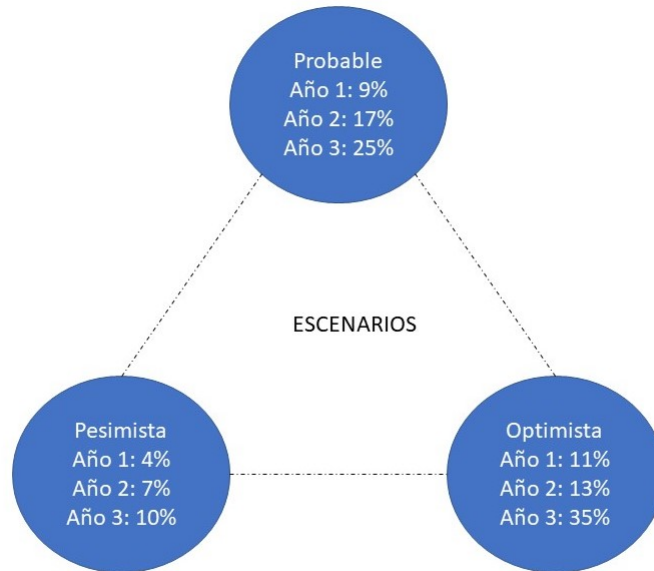 Probable
Año 1: 9%
Año 2: 17%
Año 3: 25%
ESCENARIOS
Pesimista
Año 1: 4%
Año 2: 7%
Año 3: 10%
Optimista
Año 1: 11%
Año 2: 13%
Año 3: 35%